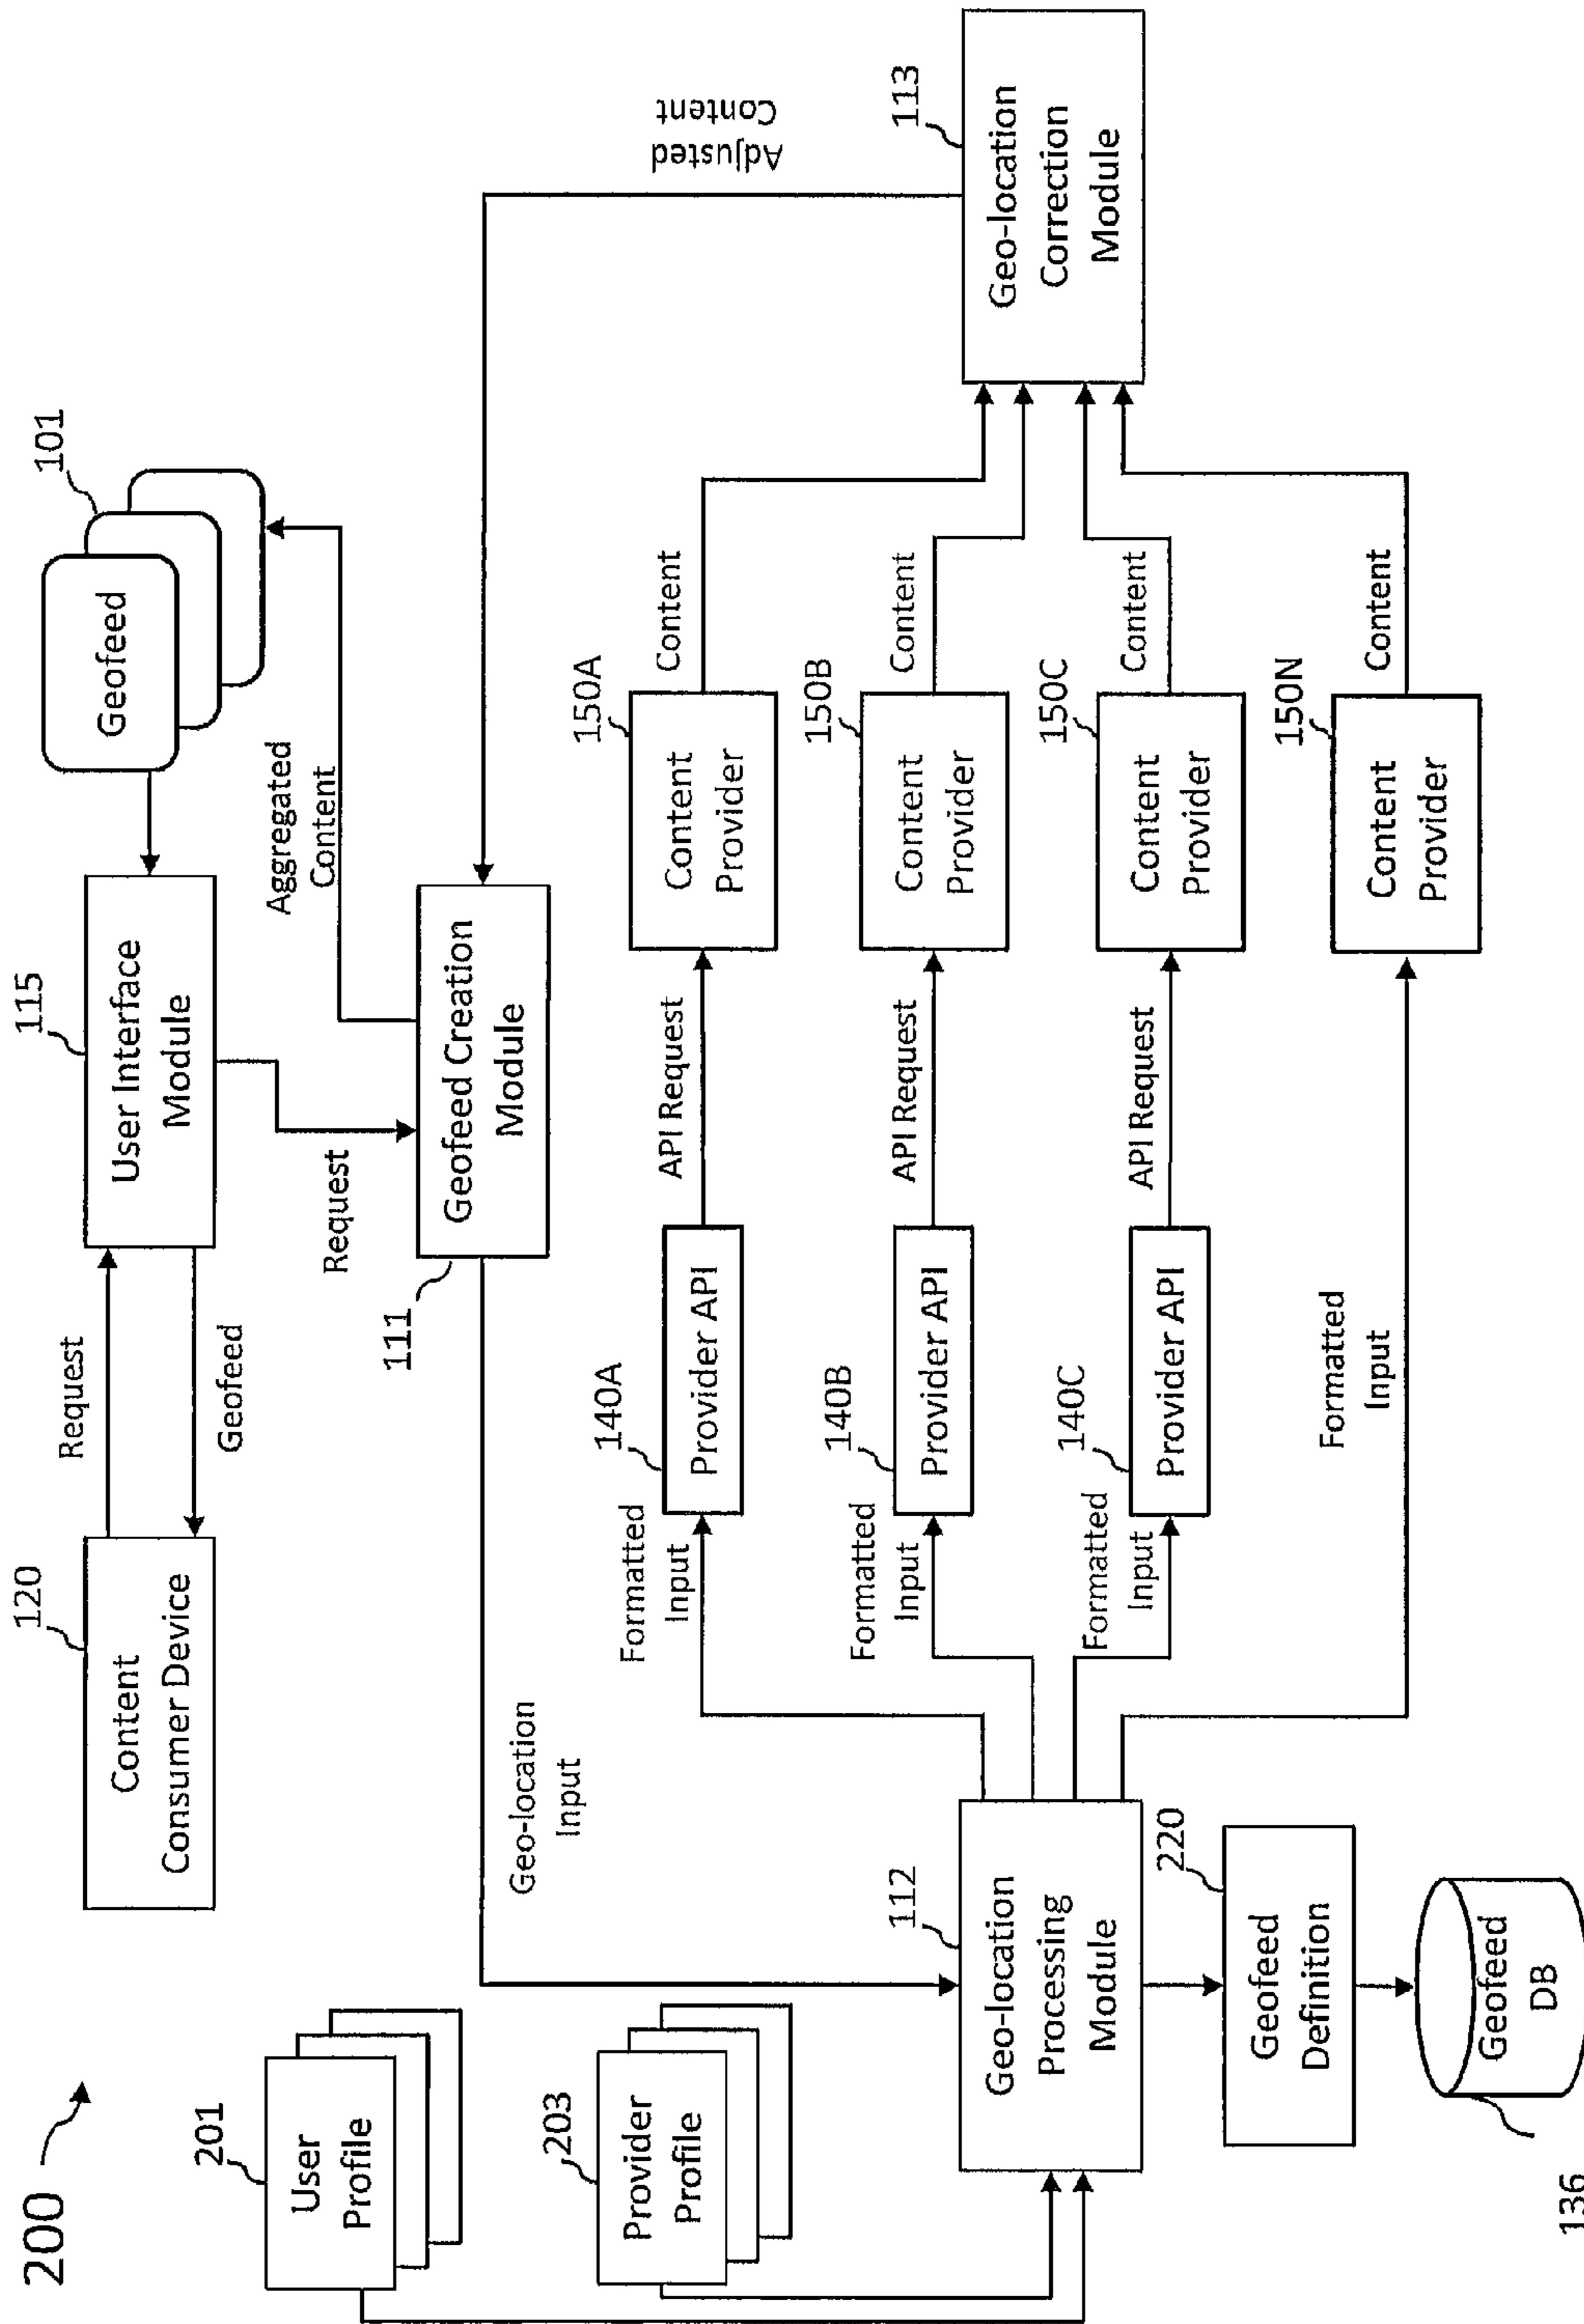 200
120
Content
Consumer Device
Request
Geofeed
115
User Interface
Module
101
Geofeed
Aggregated
Content
Request
201
User
Profile
111
Geofeed Creation
Module
Geo-location
Input
Adjusted
Content
203
Provider
Profile
Formatted
Input
140A
Provider API
API Request
150A
Content
Provider
Content
Formatted
Input
140B
Provider API
API Request
150B
Content
Provider
Content
112
Geo-location
Processing
Module
113
Geo-location
Correction
Module
Formatted
Input
140C
Provider API
API Request
150C
Content
Provider
Content
220
Geofeed
Definition
Formatted
Input
150N
Content
Provider
Content
136
Geofeed
DB